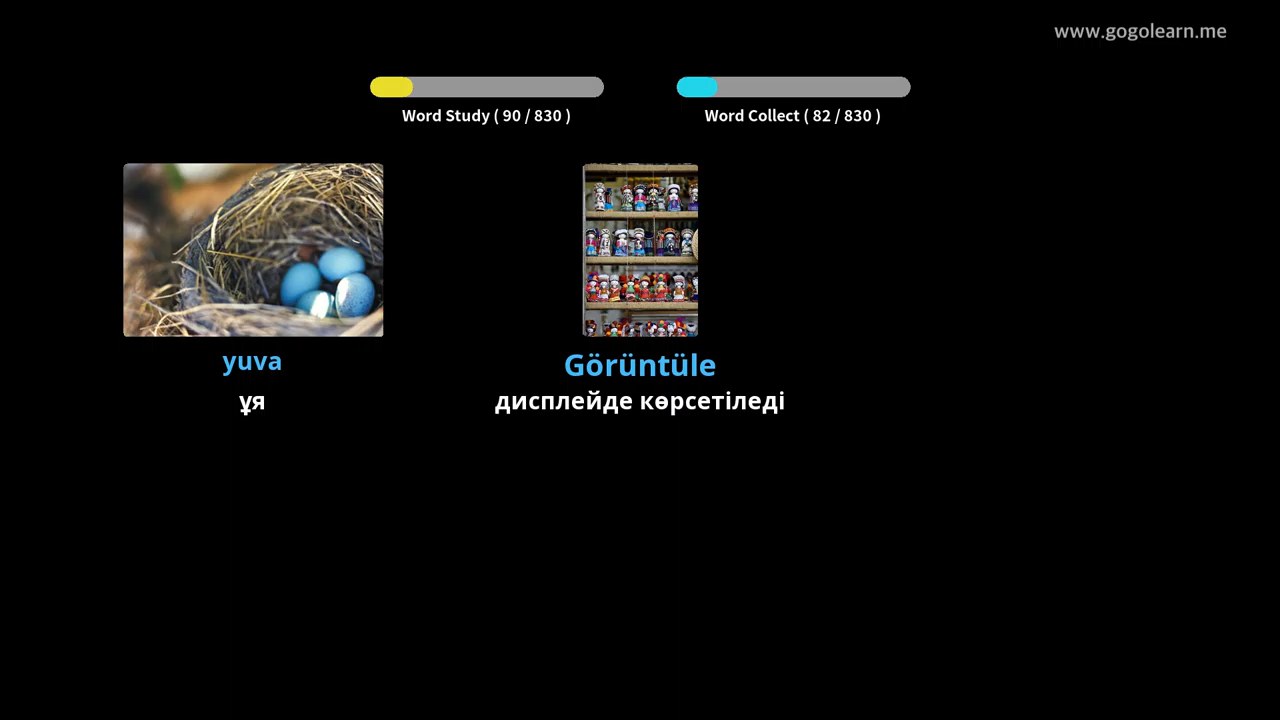 www.gogolearn.me
Word Study ( 90 / 830 )
Word Collect ( 82 / 830 )
yuva
ұя
Görüntüle
дисплейде көрсетіледі